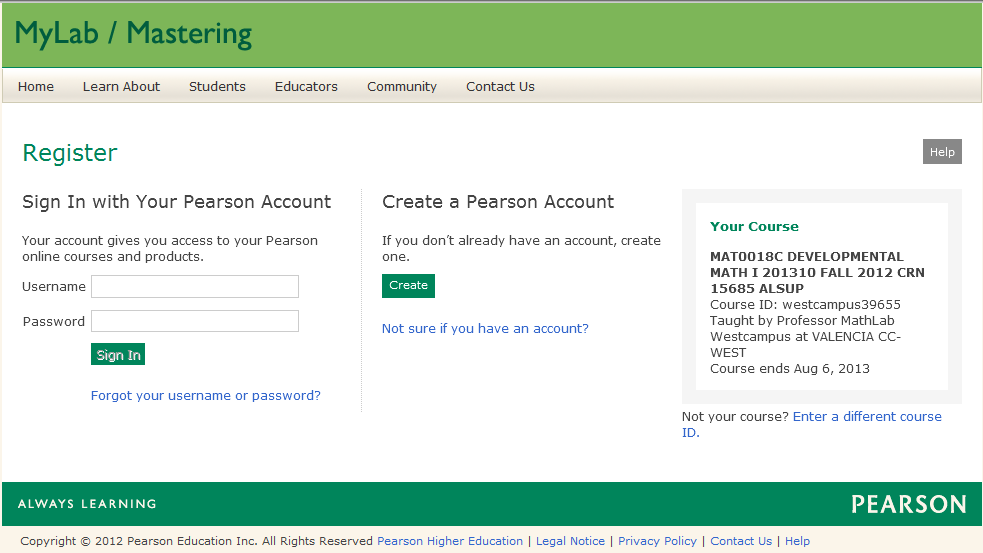 MyLab / Mastering
Home Learn About Students Educators Community Contact Us
Register
Help
Sign In with Your Pearson Account
Your account gives you access to your Pearson
online courses and products.
Username
Password
Sign In
Forgot your username or password?
Create a Pearson Account
If you don't already have an account, create
one.
Create
Not sure if you have an account?
Your Course
MAT0018C DEVELOPMENTAL
MATH I 201310 FALL 2012 CRN
15685 ALSUP
Course ID: westcampus39655
Taught by Professor MathLab
Westcampus at VALENCIA CC-
WEST
Course ends Aug 6, 2013
Not your course? Enter a different course
ID.
ALWAYS LEARNING
PEARSON
Copyright © 2012 Pearson Education Inc. All Rights Reserved Pearson Higher Education | Legal Notice | Privacy Policy | Contact Us | Help